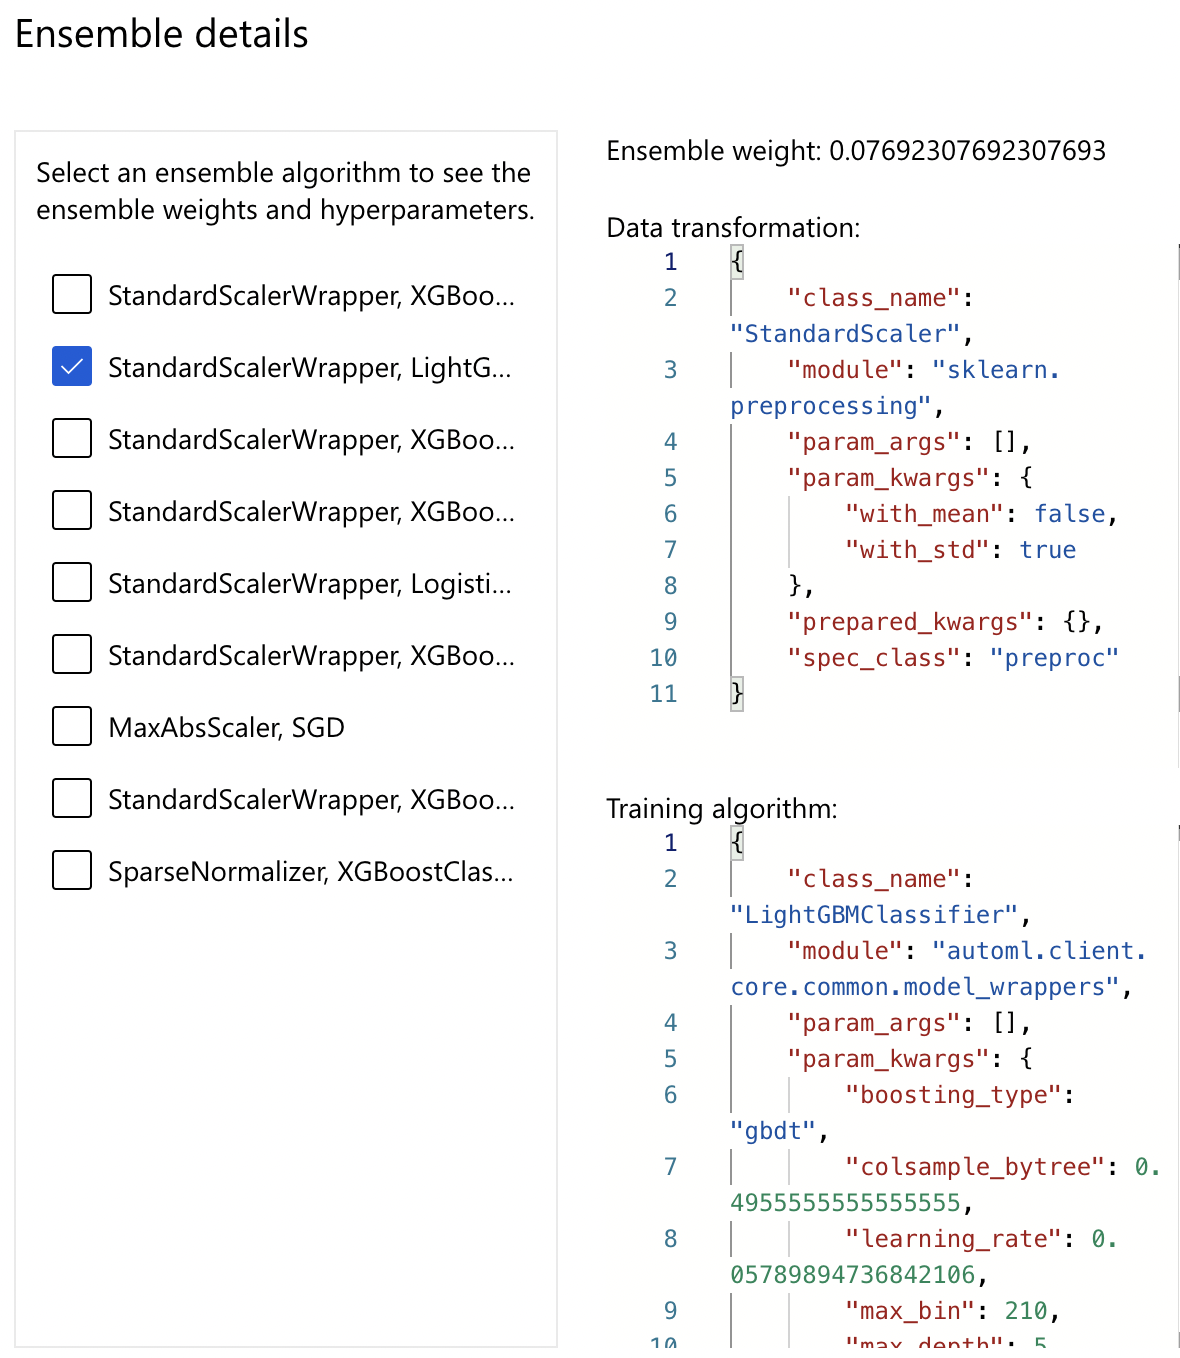 Ensemble details
Select an ensemble algorithm to see the
ensemble weights and hyperparameters.
StandardScalerWrapper, XGBoo...
StandardScalerWrapper, LightG...
StandardScalerWrapper, XGBoo...
StandardScalerWrapper, XGBoo...
StandardScalerWrapper, Logisti...
StandardScalerWrapper, XGBoo...
MaxAbsScaler, SGD
StandardScalerWrapper, XGBoo...
SparseNormalizer, XGBoostClas...
Ensemble weight: 0.07692307692307693
Data transformation:
1 {
2 "class_name":
"StandardScaler",
3 "module": "sklearn.
preprocessing",
4 "param_args": [],
5 "param_kwargs": {
6 "with_mean": false,
7 "with_std": true
8 },
9 "prepared_kwargs": {},
10 "spec_class": "preproc"
11 }
Training algorithm:
1 {
2 "class_name":
"LightGBMClassifier",
3 "module": "automl.client.
core.common.model_wrappers",
4 "param_args": [],
5 "param_kwargs": {
6 "boosting_type":
"gbdt",
7 "colsample_bytree": 0.
4955555555555555,
8 "learning_rate": 0.
05789894736842106,
9 "max_bin": 210,
10 "max_depth": 5